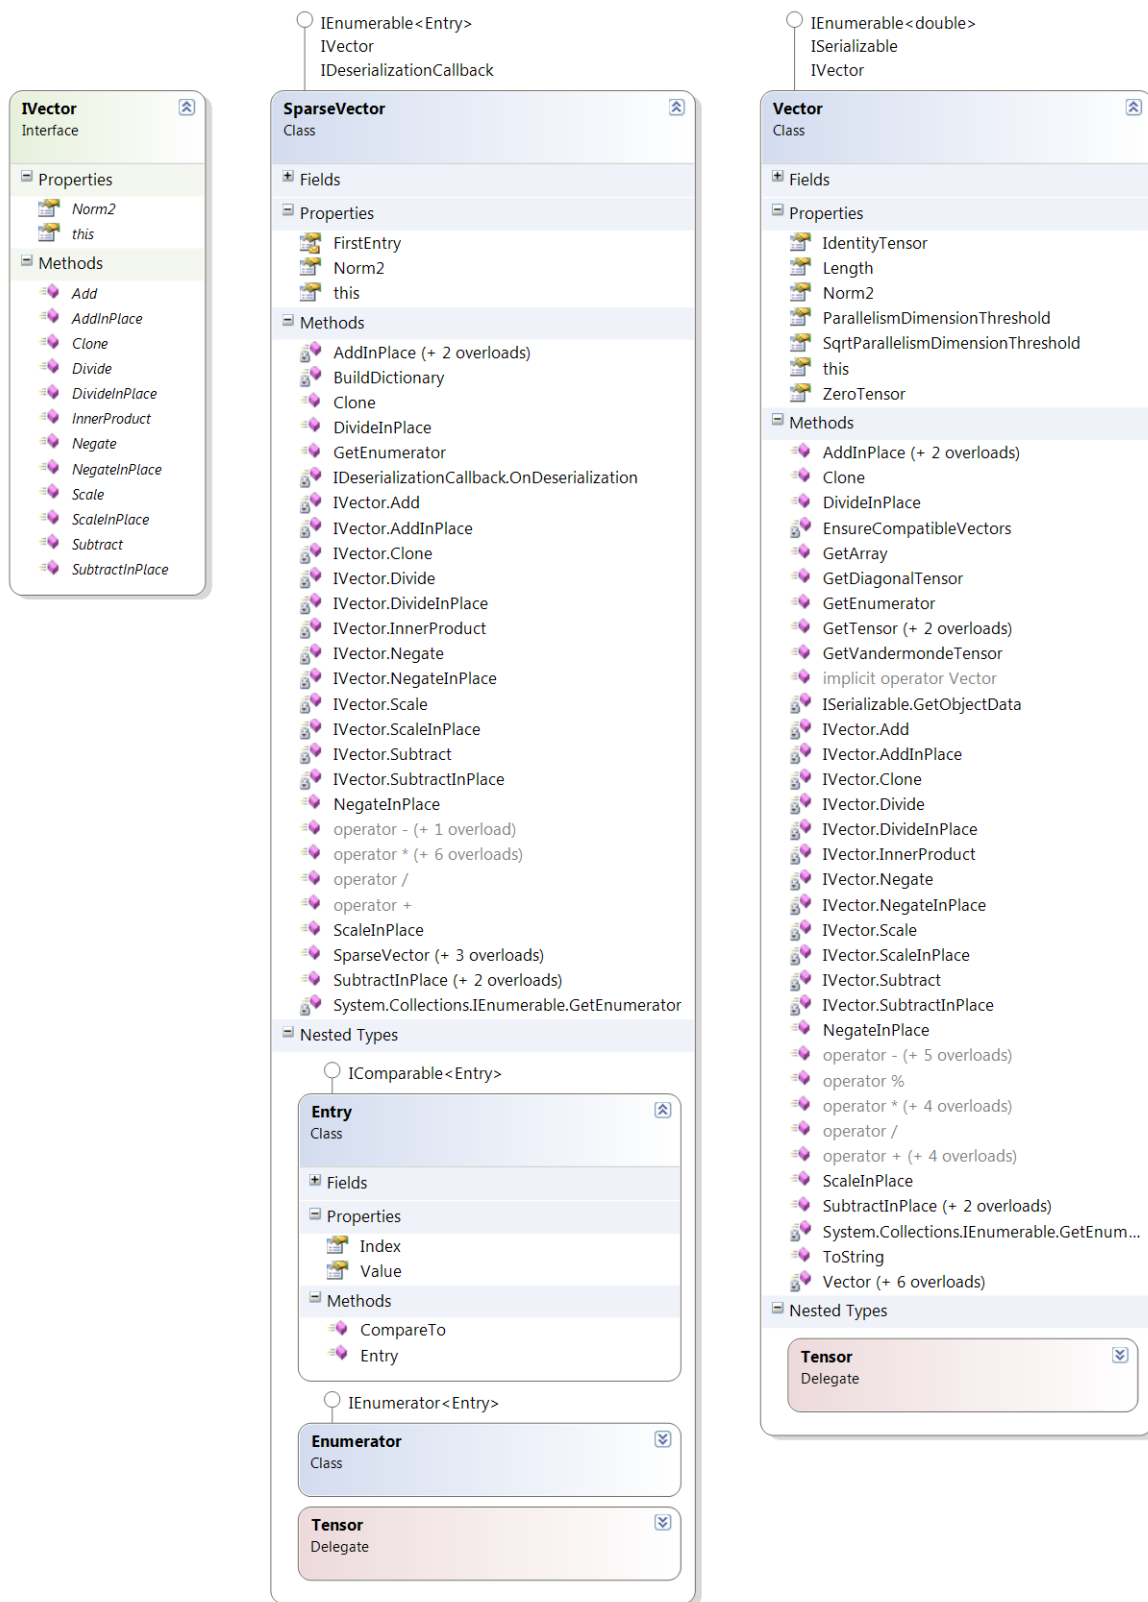 IVector
Interface
Properties
Norm2
this
Methods
Add
AddInPlace
Clone
Divide
DivideInPlace
InnerProduct
Negate
NegateInPlace
Scale
ScaleInPlace
Subtract
SubtractInPlace
IEnumerable<Entry>
IVector
IDeserializationCallback
SparseVector
Class
Fields
Properties
FirstEntry
Norm2
this
Methods
AddInPlace (+ 2 overloads)
BuildDictionary
Clone
DivideInPlace
GetEnumerator
IDeserializationCallback.OnDeserialization
IVector.Add
IVector.AddInPlace
IVector.Clone
IVector.Divide
IVector.DivideInPlace
IVector.InnerProduct
IVector.Negate
IVector.NegateInPlace
IVector.Scale
IVector.ScaleInPlace
IVector.Subtract
IVector.SubtractInPlace
NegateInPlace
operator - (+ 1 overload)
operator * (+ 6 overloads)
operator /
operator +
ScaleInPlace
SparseVector (+ 3 overloads)
SubtractInPlace (+ 2 overloads)
System.Collections.IEnumerable.GetEnumerator
Nested Types
IComparable<Entry>
Entry
Class
Fields
Properties
Index
Value
Methods
CompareTo
Entry
IEnumerator<Entry>
Enumerator
Class
Tensor
Delegate
IEnumerable<double>
ISerializable
IVector
Vector
Class
Fields
Properties
IdentityTensor
Length
Norm2
ParallelismDimensionThreshold
SqrtParallelismDimensionThreshold
this
ZeroTensor
Methods
AddInPlace (+ 2 overloads)
Clone
DivideInPlace
EnsureCompatibleVectors
GetArray
GetDiagonalTensor
GetEnumerator
GetTensor (+ 2 overloads)
GetVandermondeTensor
implicit operator Vector
ISerializable.GetObjectData
IVector.Add
IVector.AddInPlace
IVector.Clone
IVector.Divide
IVector.DivideInPlace
IVector.InnerProduct
IVector.Negate
IVector.NegateInPlace
IVector.Scale
IVector.ScaleInPlace
IVector.Subtract
IVector.SubtractInPlace
NegateInPlace
operator - (+ 5 overloads)
operator %
operator * (+ 4 overloads)
operator /
operator + (+ 4 overloads)
ScaleInPlace
SubtractInPlace (+ 2 overloads)
System.Collections.IEnumerable.GetEnum...
ToString
Vector (+ 6 overloads)
Nested Types
Tensor
Delegate